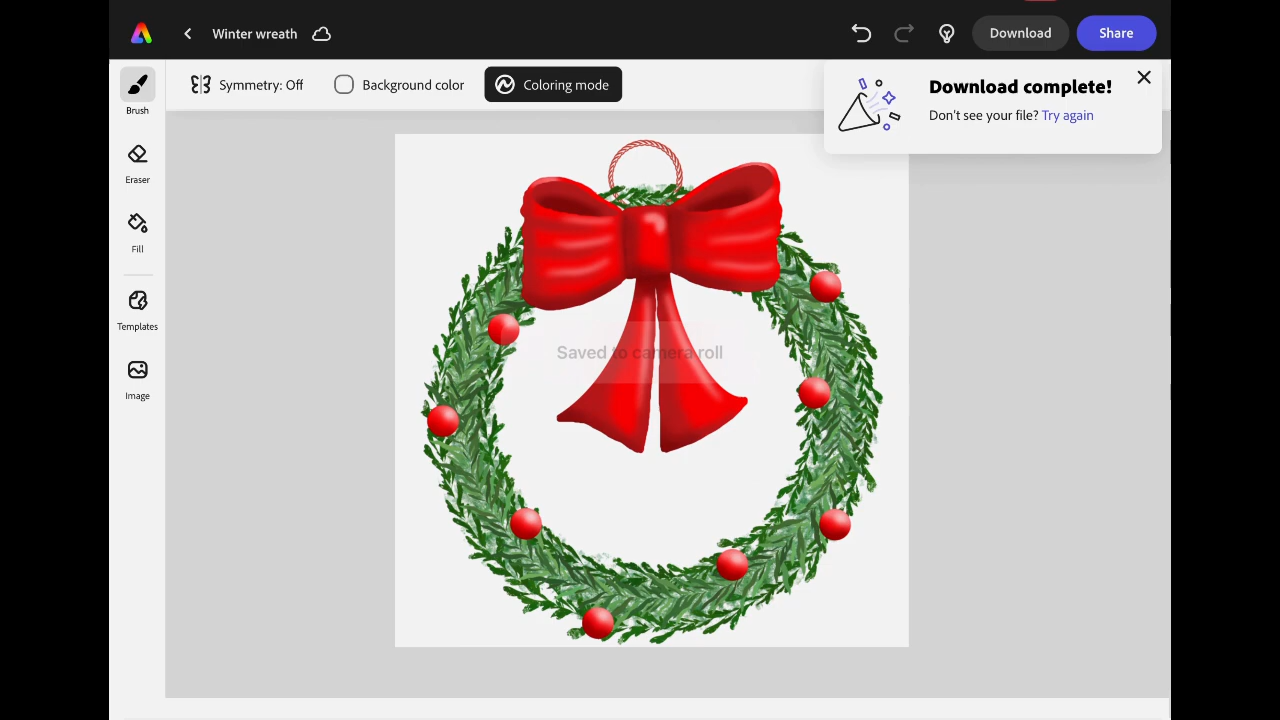 Winter wreath
Download
Share
Symmetry: Off
Background color
Coloring mode
Download complete!
Don't see your file? Try again
Brush
Eraser
Fill
Templates
Image
Saved to camera roll